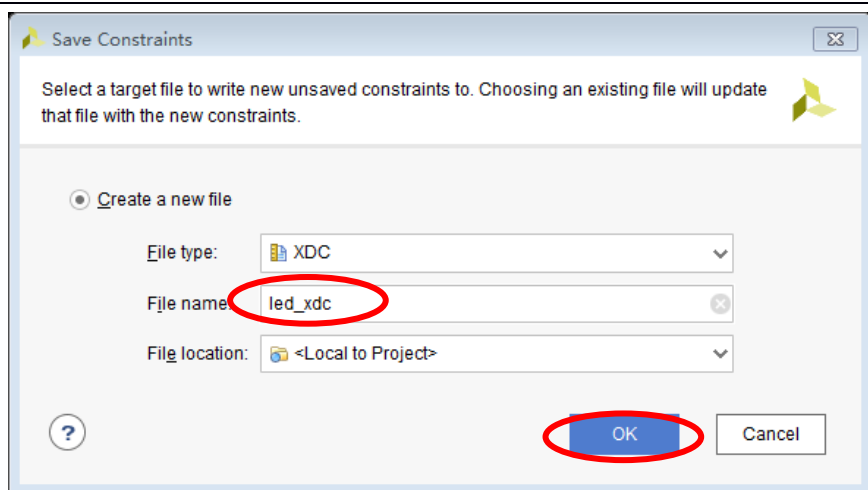 Save Constraints
Select a target file to write new unsaved constraints to. Choosing an existing file will update
that file with the new constraints.
Create a new file
File type: XDC
File name: led_xdc
File location: <Local to Project>
? OK Cancel